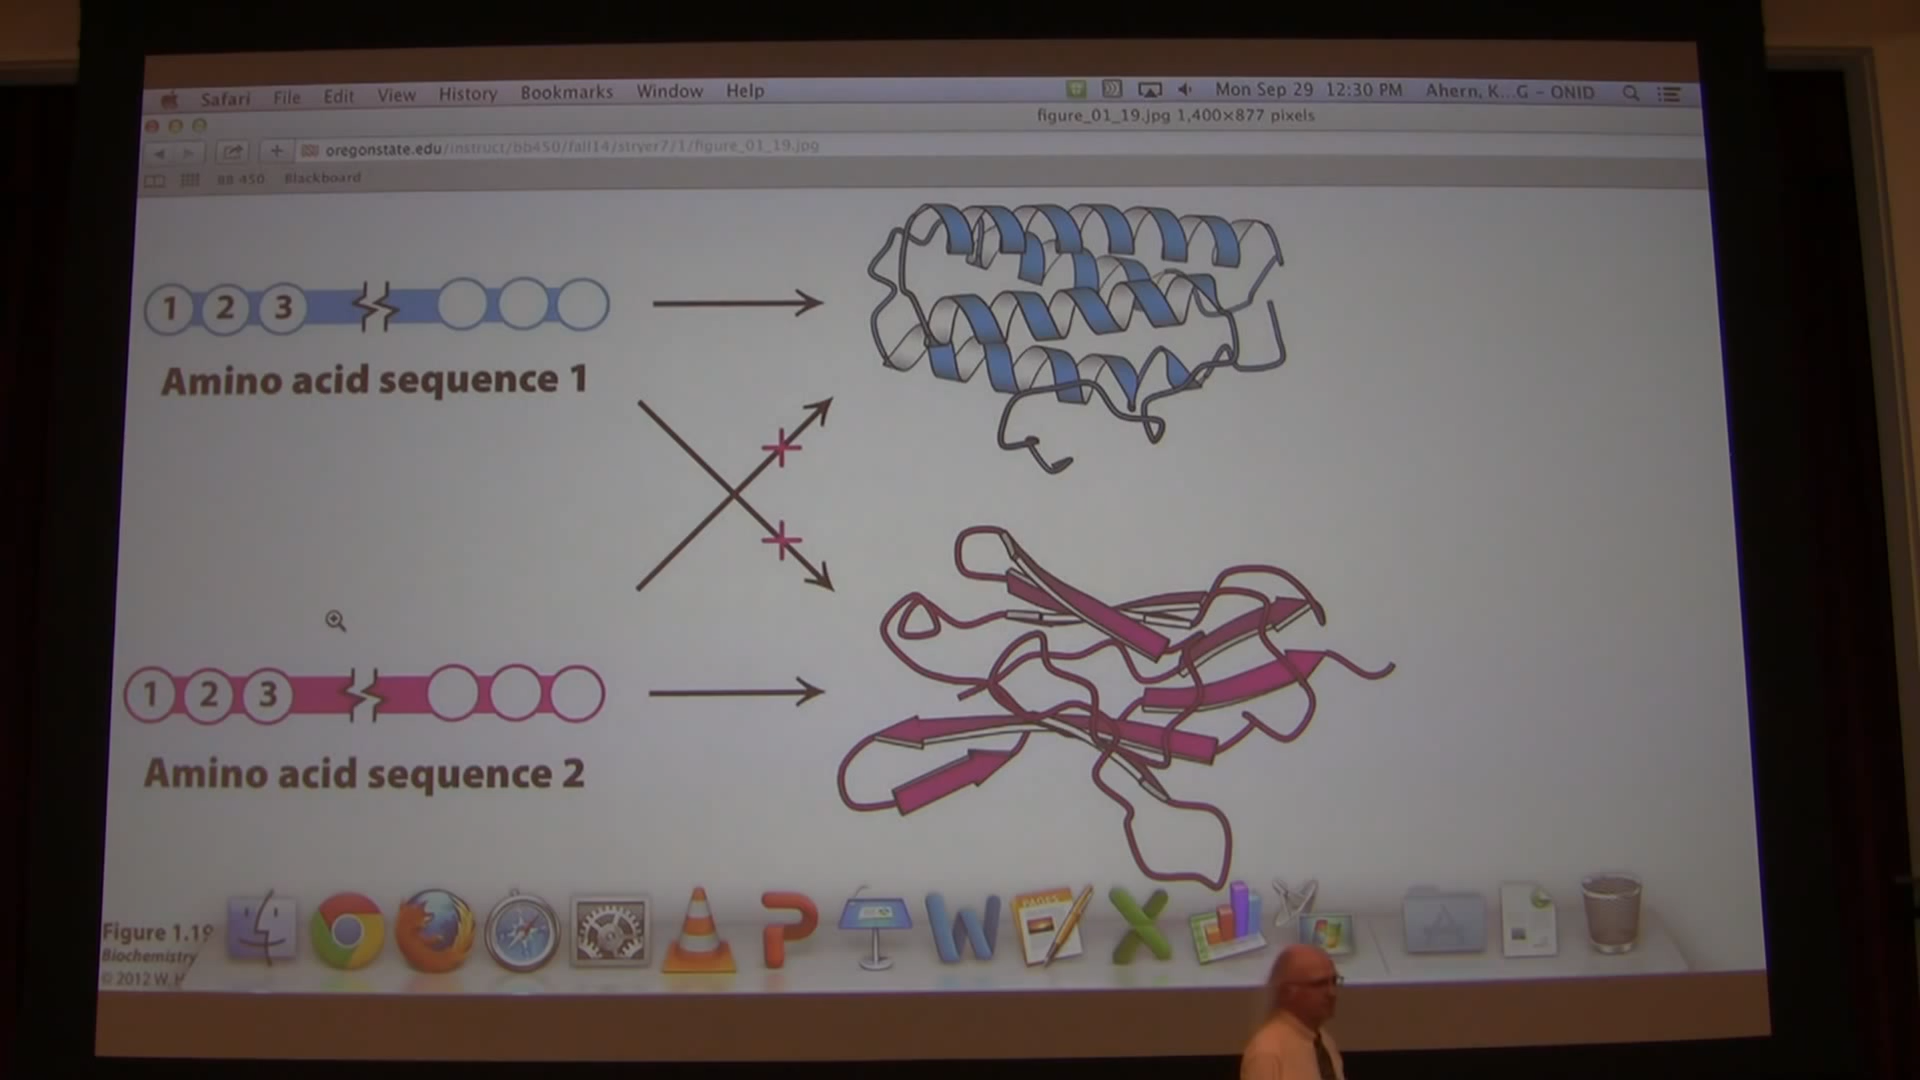 Safari File Edit View History Bookmarks Window Help Mon Sep 29 12:30 PM Ahern, K...G - ONID
figure_01_19.jpg 1,400×877 pixels
oregonstate.edu/instruct/bb450/fall14/stryer7/1/figure_01_19.jpg
BB 450 Blackboard
1 2 3
Amino acid sequence 1
1 2 3
Amino acid sequence 2
PAGES
Figure 1.19
Biochemistry
© 2012 W. H